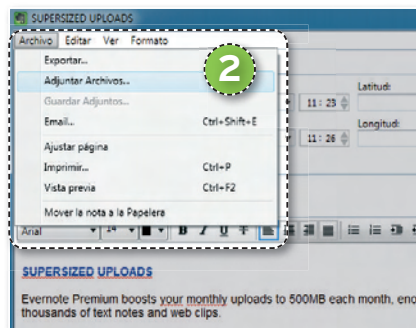 SUPERSIZED UPLOADS
Archivo Editar Ver Formato
2
Exportar...
Adjuntar Archivos...
Guardar Adjuntos...
Email... Ctrl+Shift+E
Ajustar página
Imprimir... Ctrl+P
Vista previa Ctrl+F2
Mover la nota a la Papelera
Latitud:
11:23
Longitud:
11:26
Arial 14 B I U T
SUPERSIZED UPLOADS
Evernote Premium boosts your monthly uploads to 500MB each month, eno
thousands of text notes and web clips.